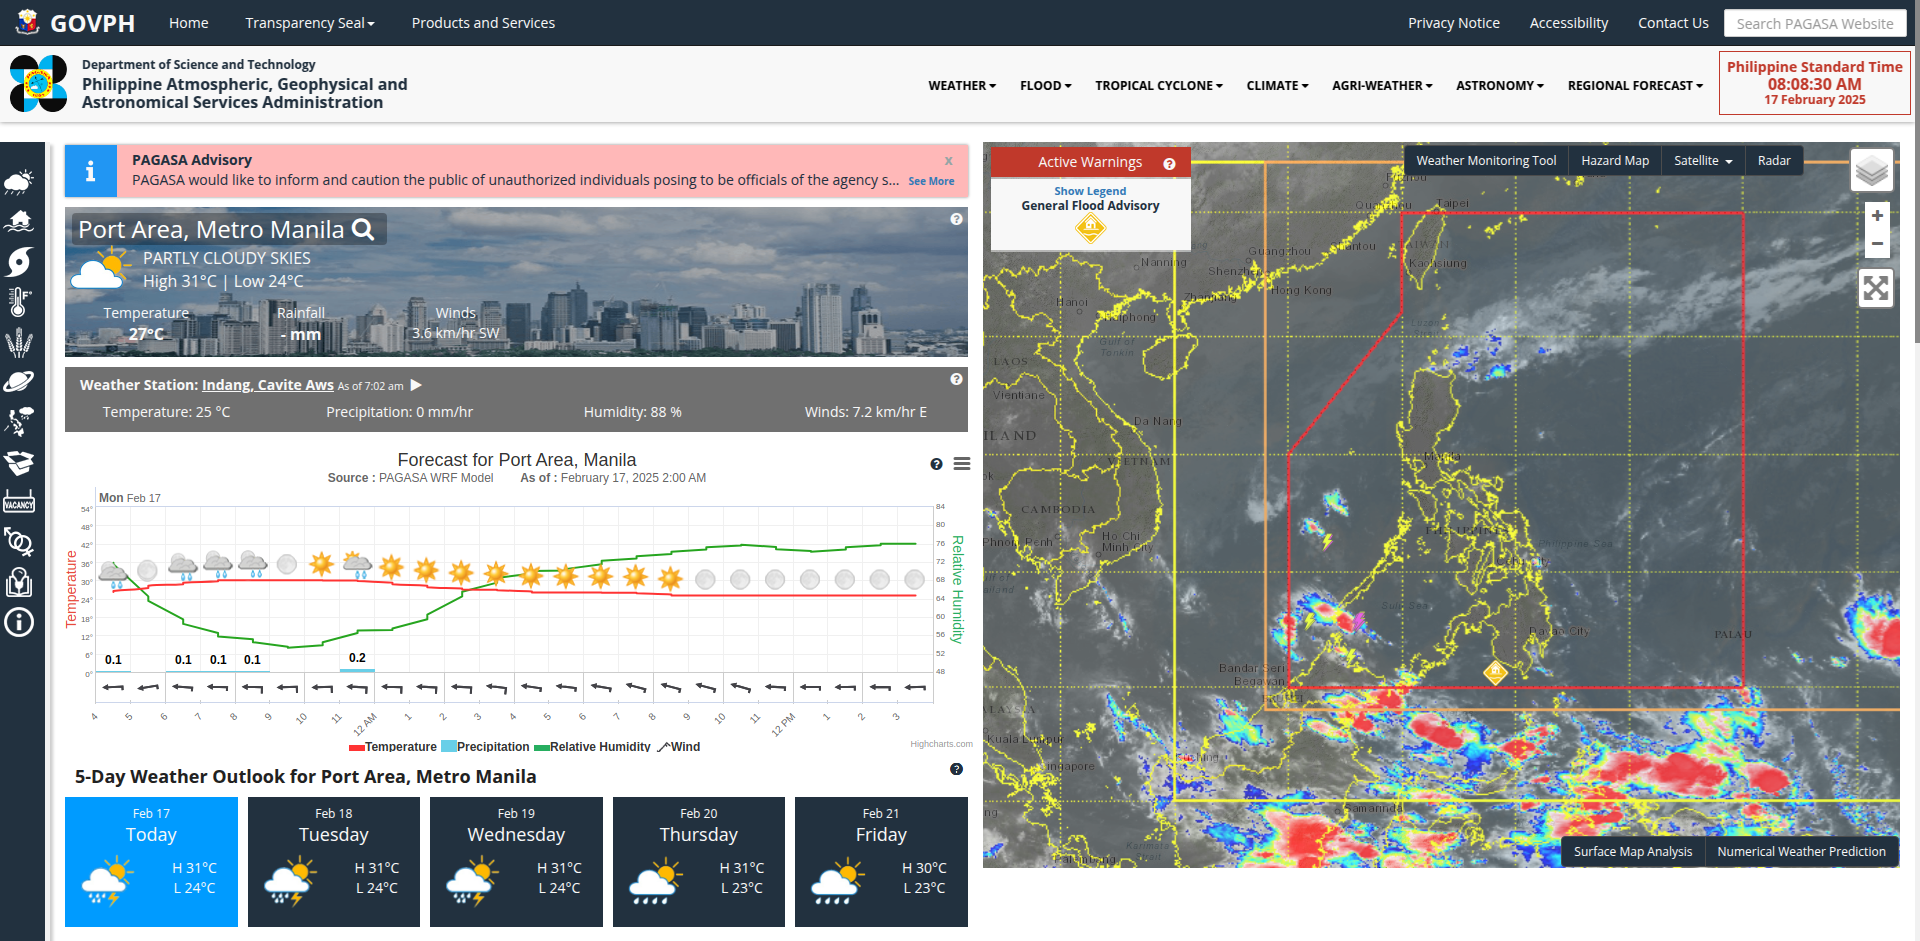 GOVPH
Home
Transparency Seal
Products and Services
Privacy Notice
Accessibility
Contact Us
Search PAGASA Website
Department of Science and Technology
Philippine Atmospheric, Geophysical and
Astronomical Services Administration
WEATHER
FLOOD
TROPICAL CYCLONE
CLIMATE
AGRI-WEATHER
ASTRONOMY
REGIONAL FORECAST
Philippine Standard Time
08:08:30 AM
17 February 2025
VACANCY
PAGASA Advisory
x
PAGASA would like to inform and caution the public of unauthorized individuals posing to be officials of the agency s... See More
Port Area, Metro Manila
PARTLY CLOUDY SKIES
High 31°C | Low 24°C
Temperature Rainfall Winds
27°C - mm 3.6 km/hr SW
Weather Station: Indang, Cavite Aws As of 7:02 am
Temperature: 25 °C Precipitation: 0 mm/hr Humidity: 88 % Winds: 7.2 km/hr E
Forecast for Port Area, Manila
Source : PAGASA WRF Model As of : February 17, 2025 2:00 AM
Mon Feb 17
Temperature
54°
48°
42°
36°
30°
24°
18°
12°
6°
0°
84
80
76
72
68
64
60
56
52
48
Relative Humidity
0.1 0.1 0.1 0.1 0.2
4 5 6 7 8 9 10 11 12 AM 1 2 3 4 5 6 7 8 9 10 11 12 PM 1 2 3
Temperature Precipitation Relative Humidity Wind
Highcharts.com
5-Day Weather Outlook for Port Area, Metro Manila
Feb 17
Today
H 31°C
L 24°C
Feb 18
Tuesday
H 31°C
L 24°C
Feb 19
Wednesday
H 31°C
L 24°C
Feb 20
Thursday
H 31°C
L 23°C
Feb 21
Friday
H 30°C
L 23°C
Active Warnings
Show Legend
General Flood Advisory
Weather Monitoring Tool
Hazard Map
Satellite
Radar
+
−
Taipei
Guangzhou
Nanning
Shenzhen
Kaohsiung
Hong Kong
Hanoi
Gulf of
Tonkin
LAOS
Vientiane
Da Nang
VIETNAM
CAMBODIA
Ho Chi
Minh City
Philippine Sea
Sulu Sea
PALAU
Bandar Seri
Begawan
Kuala Lumpur
Samarinda
Karimata
Surface Map Analysis
Numerical Weather Prediction